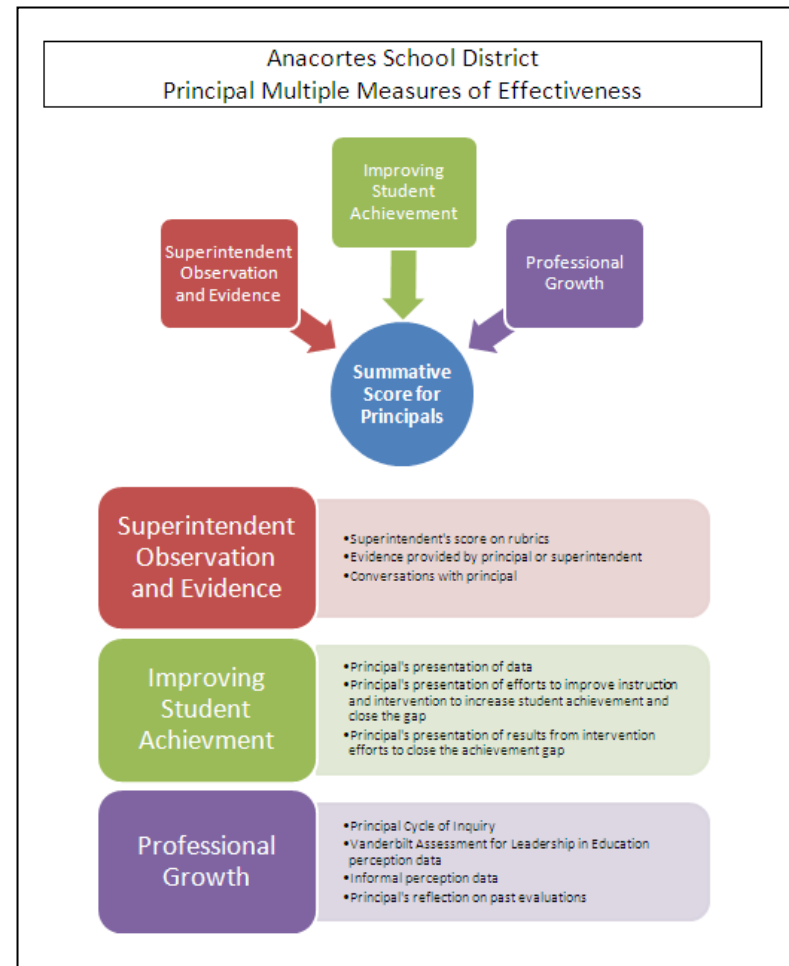 Anacortes School District
Principal Multiple Measures of Effectiveness
Improving
Student
Achievement
Superintendent
Observation
and Evidence
Professional
Growth
Summative
Score for
Principals
Superintendent
Observation
and Evidence
•Superintendent's score on rubrics
•Evidence provided by principal or superintendent
•Conversations with principal
Improving
Student
Achievment
•Principal's presentation of data
•Principal's presentation of efforts to improve instruction
and intervention to increase student achievement and
close the gap
•Principal's presentation of results from intervention
efforts to close the achievement gap
Professional
Growth
•Principal Cycle of Inquiry
•Vanderbilt Assessment for Leadership in Education
perception data
•Informal perception data
•Principal's reflection on past evaluations